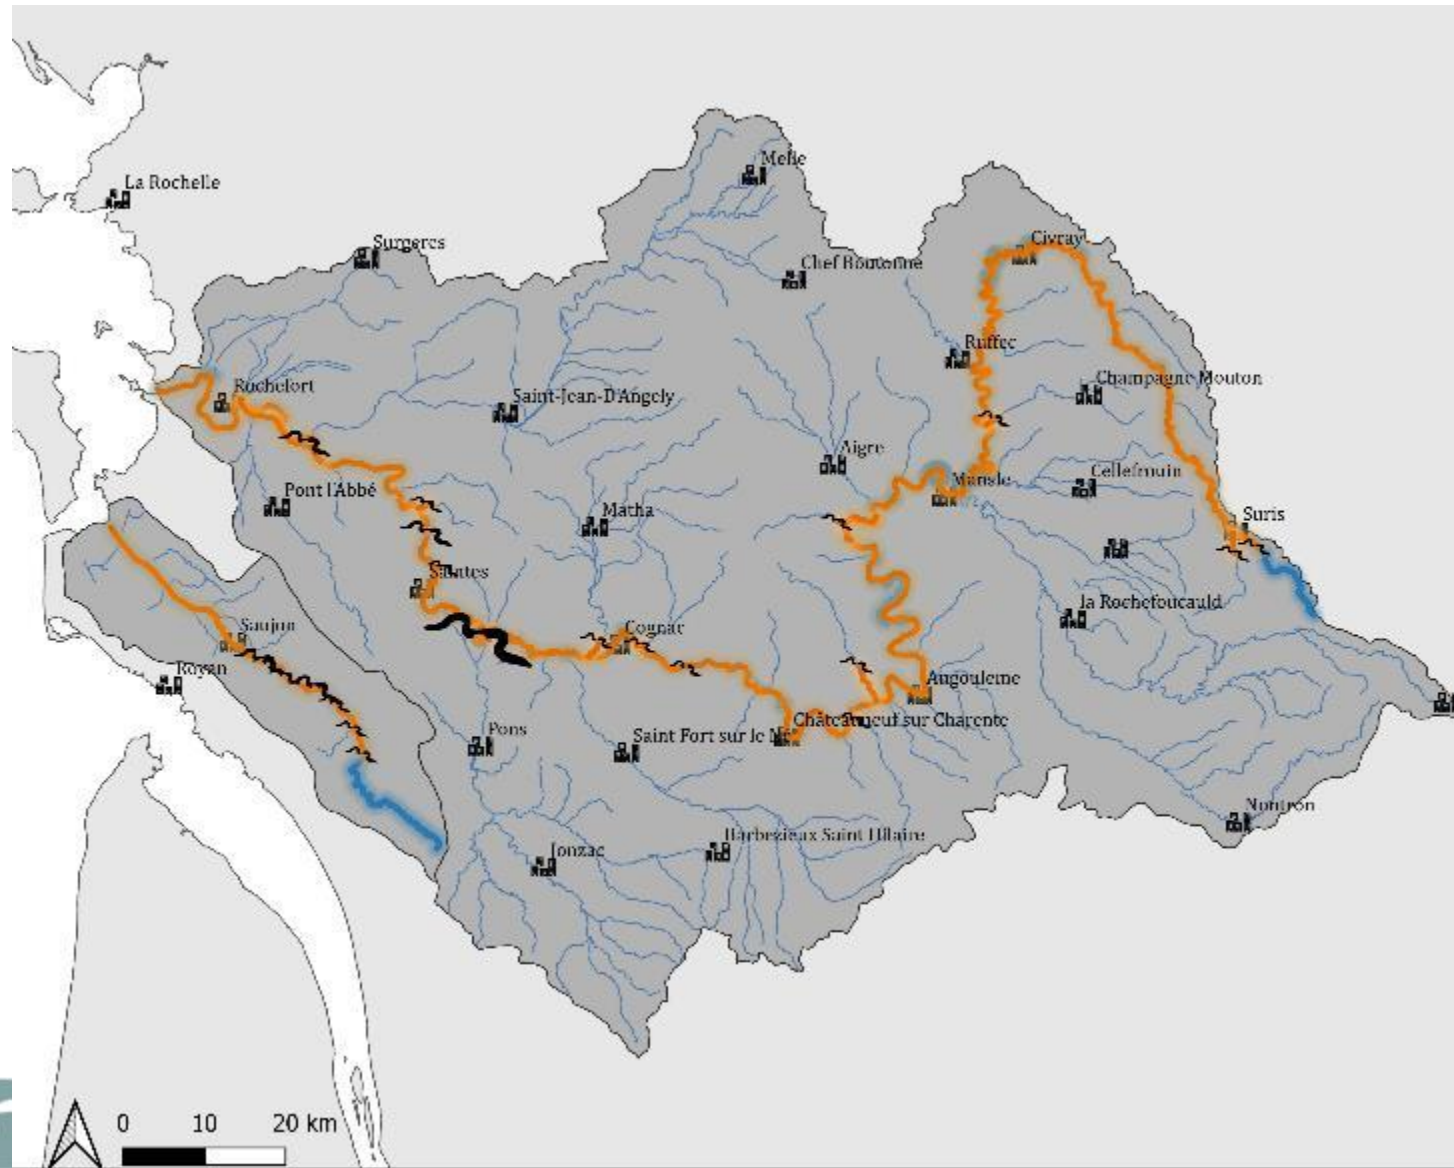 Melle
La Rochelle
Surgeres
Civray
Chef Boutonne
Ruffec
Champagne Mouton
Rochefort
Saint-Jean-D'Angely
Aigre
Cellefrouin
Mansle
Pont l'Abbé
Matha
Suris
Saintes
la Rochefoucauld
Saujon
Cognac
Royan
Angouleme
Châteauneuf sur Charente
Pons
Saint Fort sur le Né
Nontron
Barbezieux Saint Hilaire
Jonzac
0 10 20 km